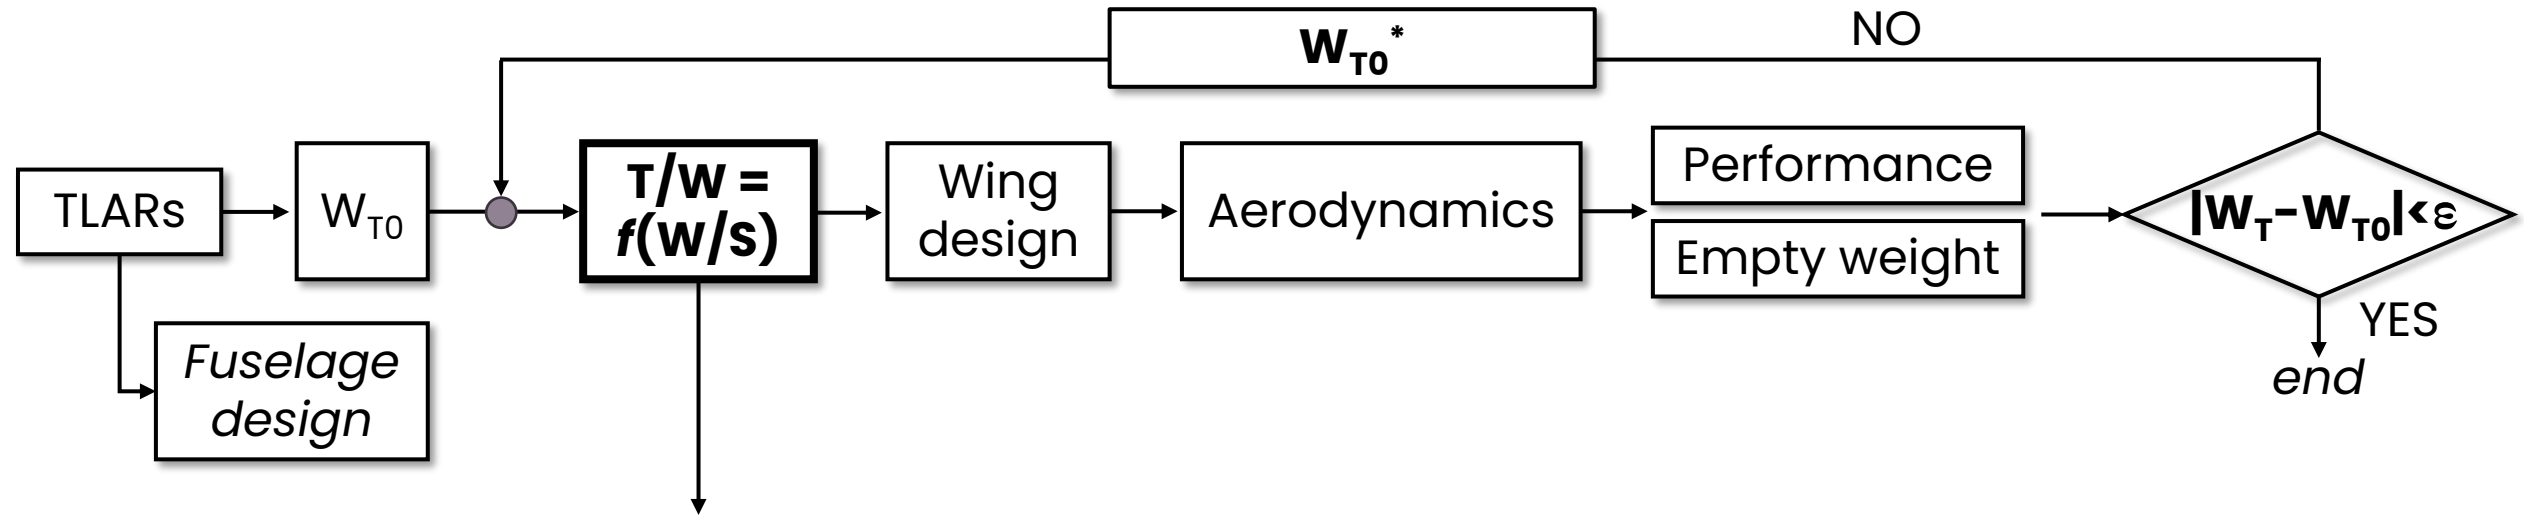 W_T0*
NO
TLARs
W_T0
T/W =
f(W/S)
Wing
design
Aerodynamics
Performance
Empty weight
|W_T-W_T0|<ε
YES
end
Fuselage
design